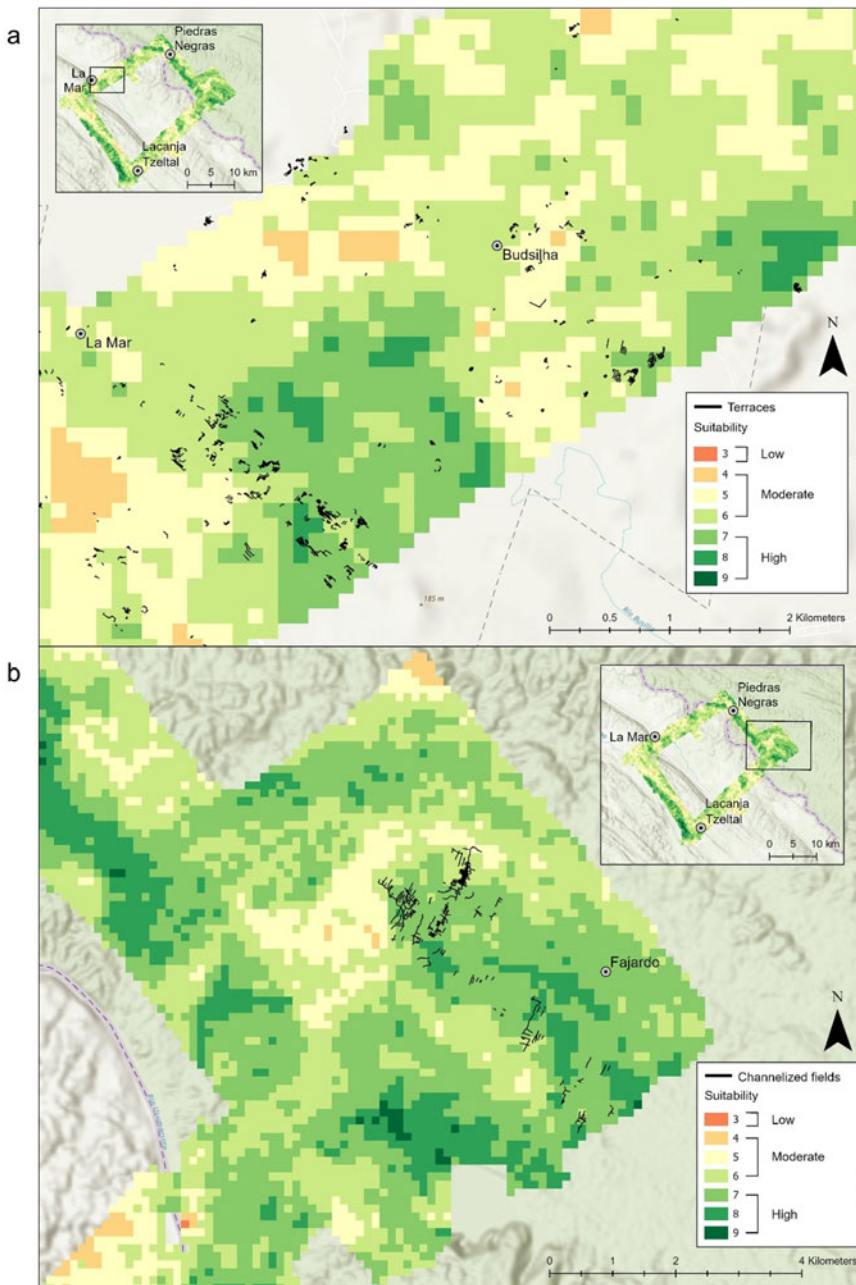 a
Piedras
Negras
La
Mar
Lacanja
Tzeltal
0 5 10 km
Budsilha
La Mar
N
Terraces
Suitability
3 Low
4
5 Moderate
6
7
8 High
9
185 m
0 0.5 1 2 Kilometers
b
Piedras
Negras
La Mar
Lacanja
Tzeltal
0 5 10 km
Fajardo
N
Channelized fields
Suitability
3 Low
4
5 Moderate
6
7
8 High
9
0 1 2 4 Kilometers